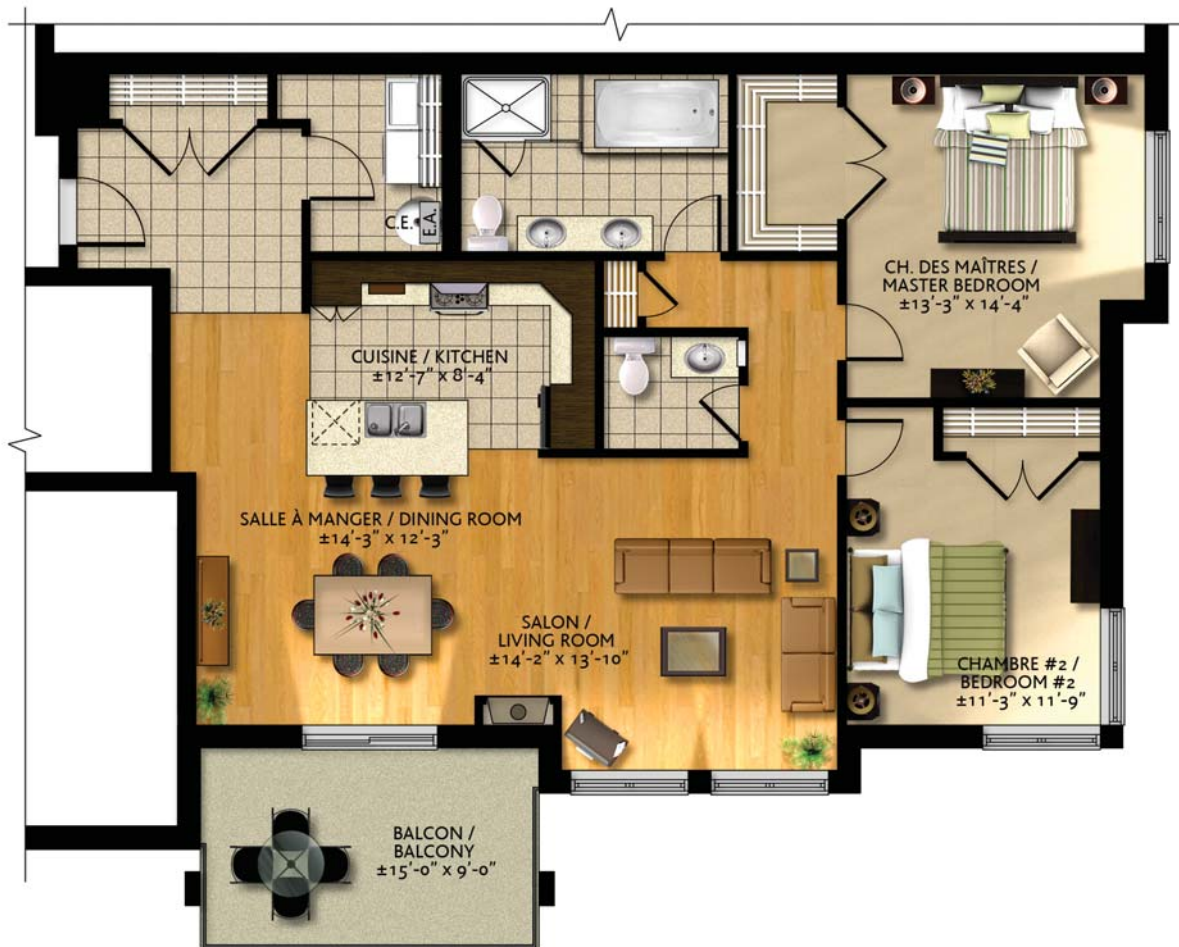 C.E.
E.A.
CH. DES MAÎTRES /
MASTER BEDROOM
±13'-3" x 14'-4"
CUISINE / KITCHEN
±12'-7" x 8'-4"
SALLE À MANGER / DINING ROOM
±14'-3" x 12'-3"
SALON /
LIVING ROOM
±14'-2" x 13'-10"
CHAMBRE #2 /
BEDROOM #2
±11'-3" x 11'-9"
BALCON /
BALCONY
±15'-0" x 9'-0"